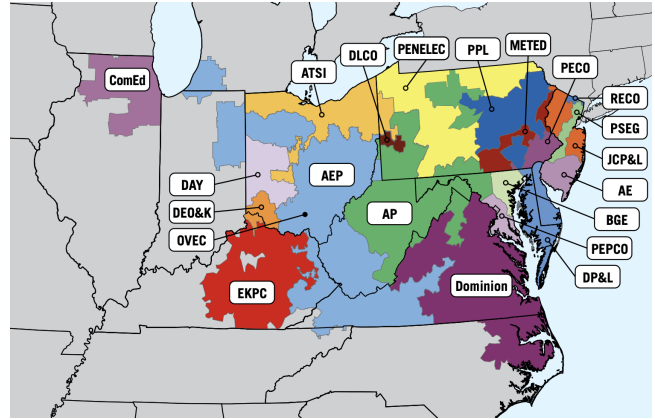 DLCO
PENELEC
PPL
METED
PECO
ATSI
ComEd
RECO
PSEG
JCP&L
AE
BGE
PEPCO
DP&L
DAY
AEP
DEO&K
OVEC
AP
EKPC
Dominion